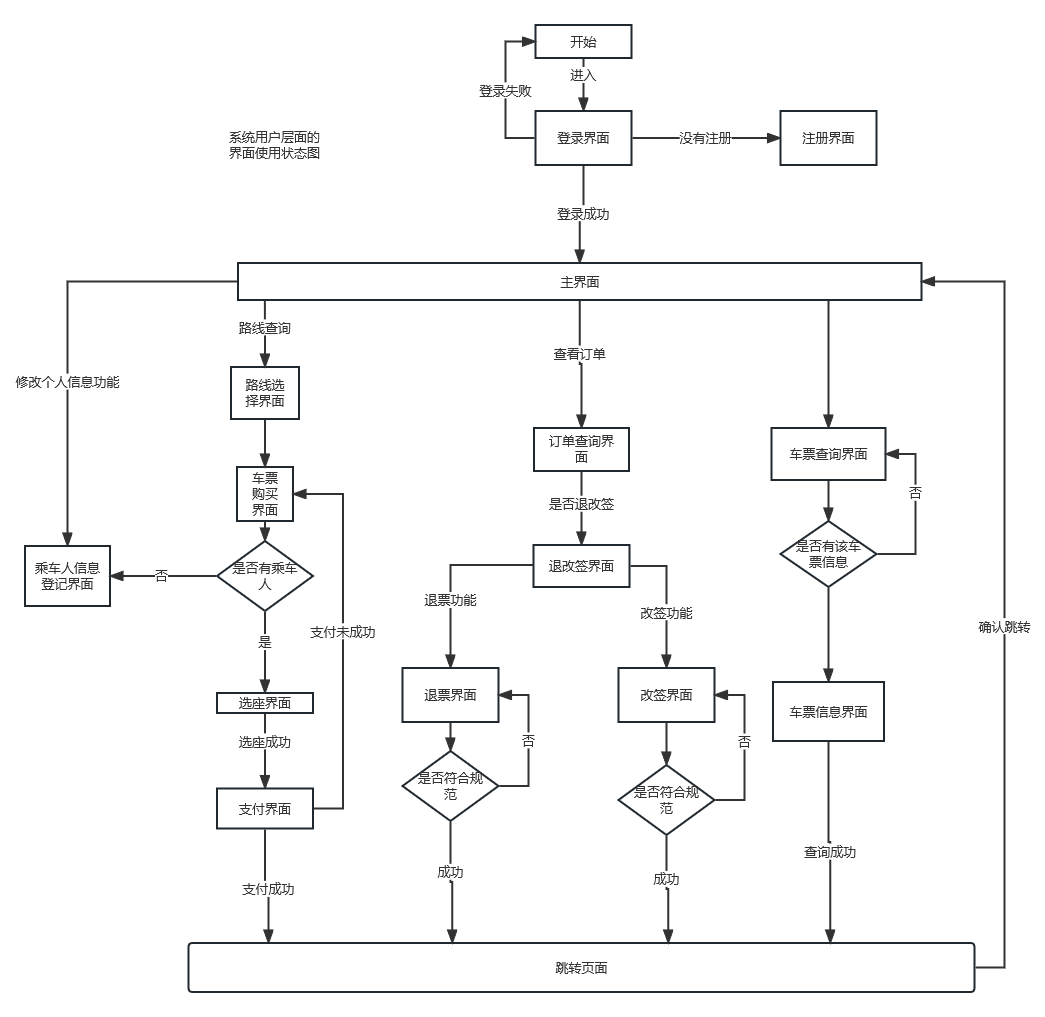 开始
进入
登录失败
系统用户层面的
界面使用状态图
登录界面
没有注册
注册界面
登录成功
主界面
路线查询
查看订单
修改个人信息功能
路线选
择界面
订单查询界
面
车票查询界面
车票
购买
界面
否
是否退改签
乘车人信息
登记界面
否
是否有乘车
人
退改签界面
是否有该车
票信息
退票功能
改签功能
支付未成功
确认跳转
是
选座界面
退票界面
改签界面
车票信息界面
选座成功
否
否
是否符合规
范
是否符合规
范
支付界面
查询成功
成功
成功
支付成功
跳转页面